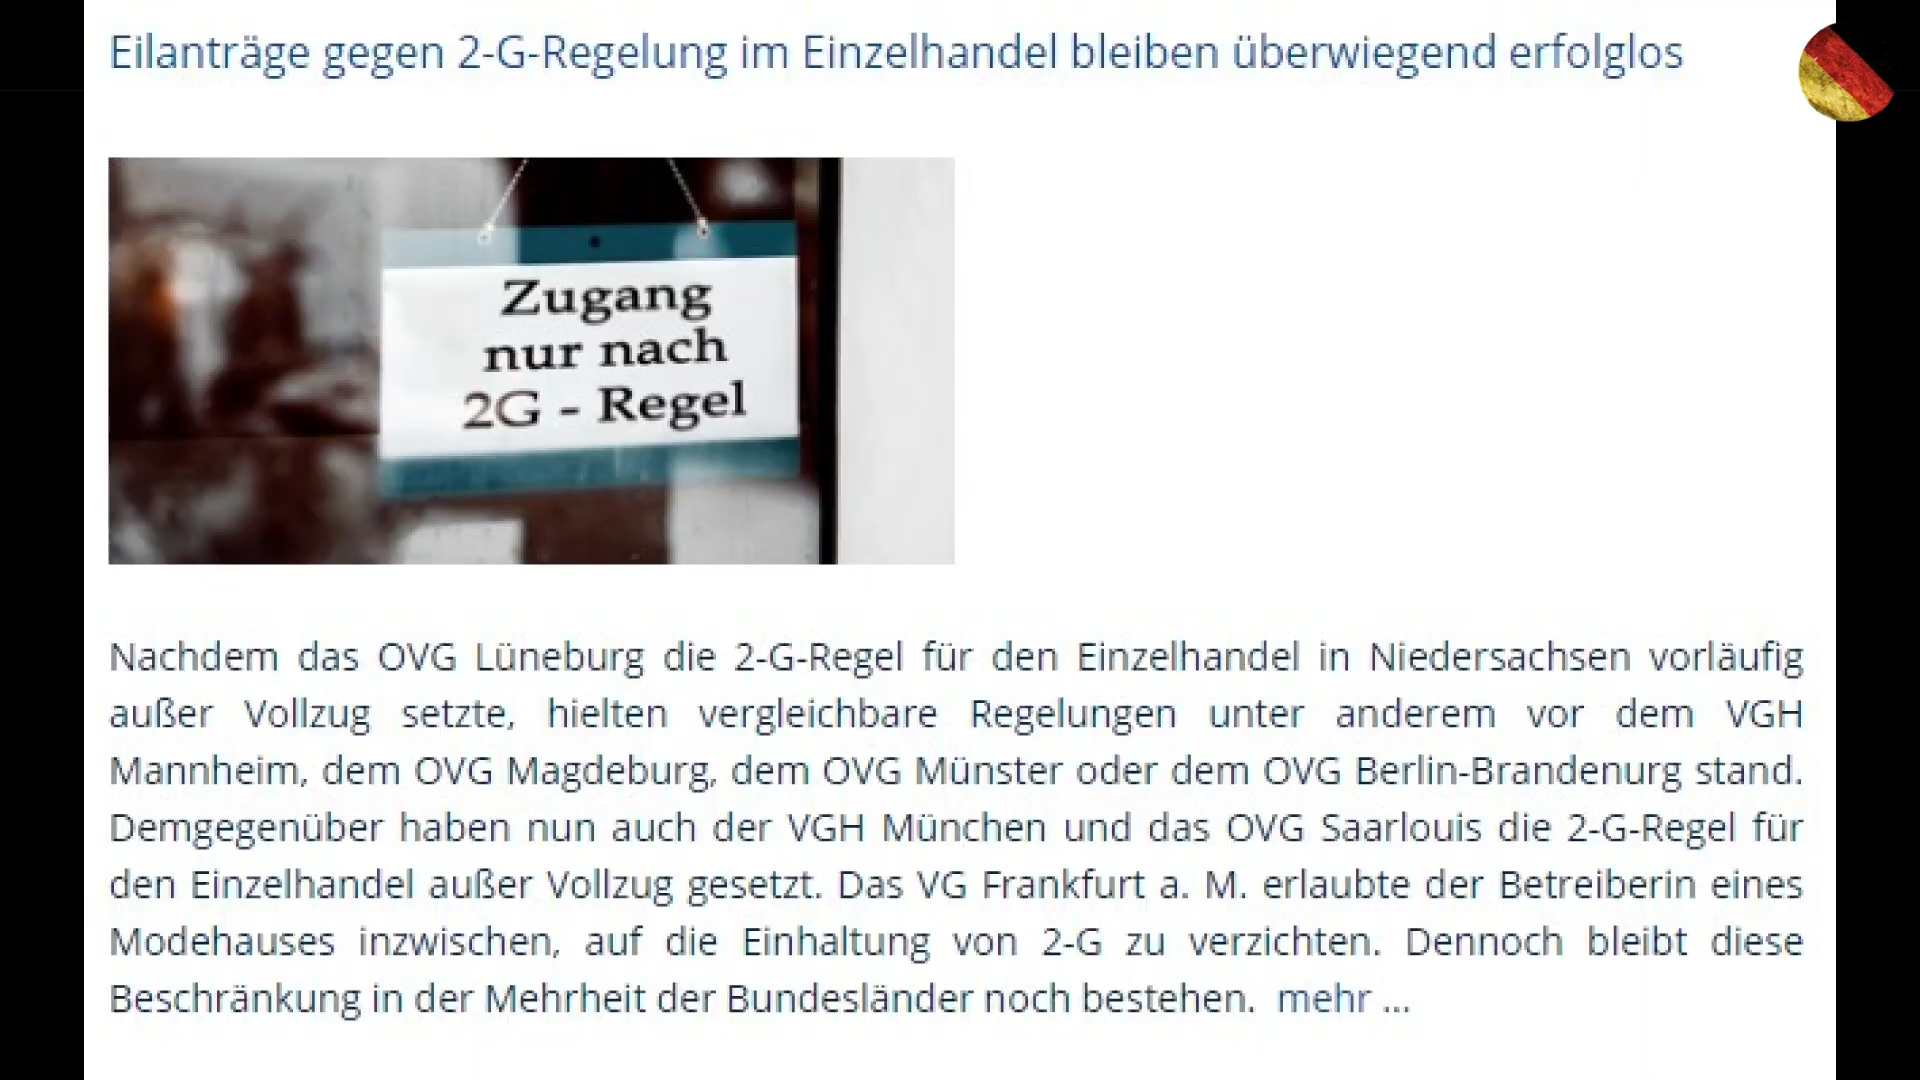 Eilanträge gegen 2-G-Regelung im Einzelhandel bleiben überwiegend erfolglos
Zugang
nur nach
2G - Regel
Nachdem das OVG Lüneburg die 2-G-Regel für den Einzelhandel in Niedersachsen vorläufig
außer Vollzug setzte, hielten vergleichbare Regelungen unter anderem vor dem VGH
Mannheim, dem OVG Magdeburg, dem OVG Münster oder dem OVG Berlin-Brandenurg stand.
Demgegenüber haben nun auch der VGH München und das OVG Saarlouis die 2-G-Regel für
den Einzelhandel außer Vollzug gesetzt. Das VG Frankfurt a. M. erlaubte der Betreiberin eines
Modehauses inzwischen, auf die Einhaltung von 2-G zu verzichten. Dennoch bleibt diese
Beschränkung in der Mehrheit der Bundesländer noch bestehen. mehr ...